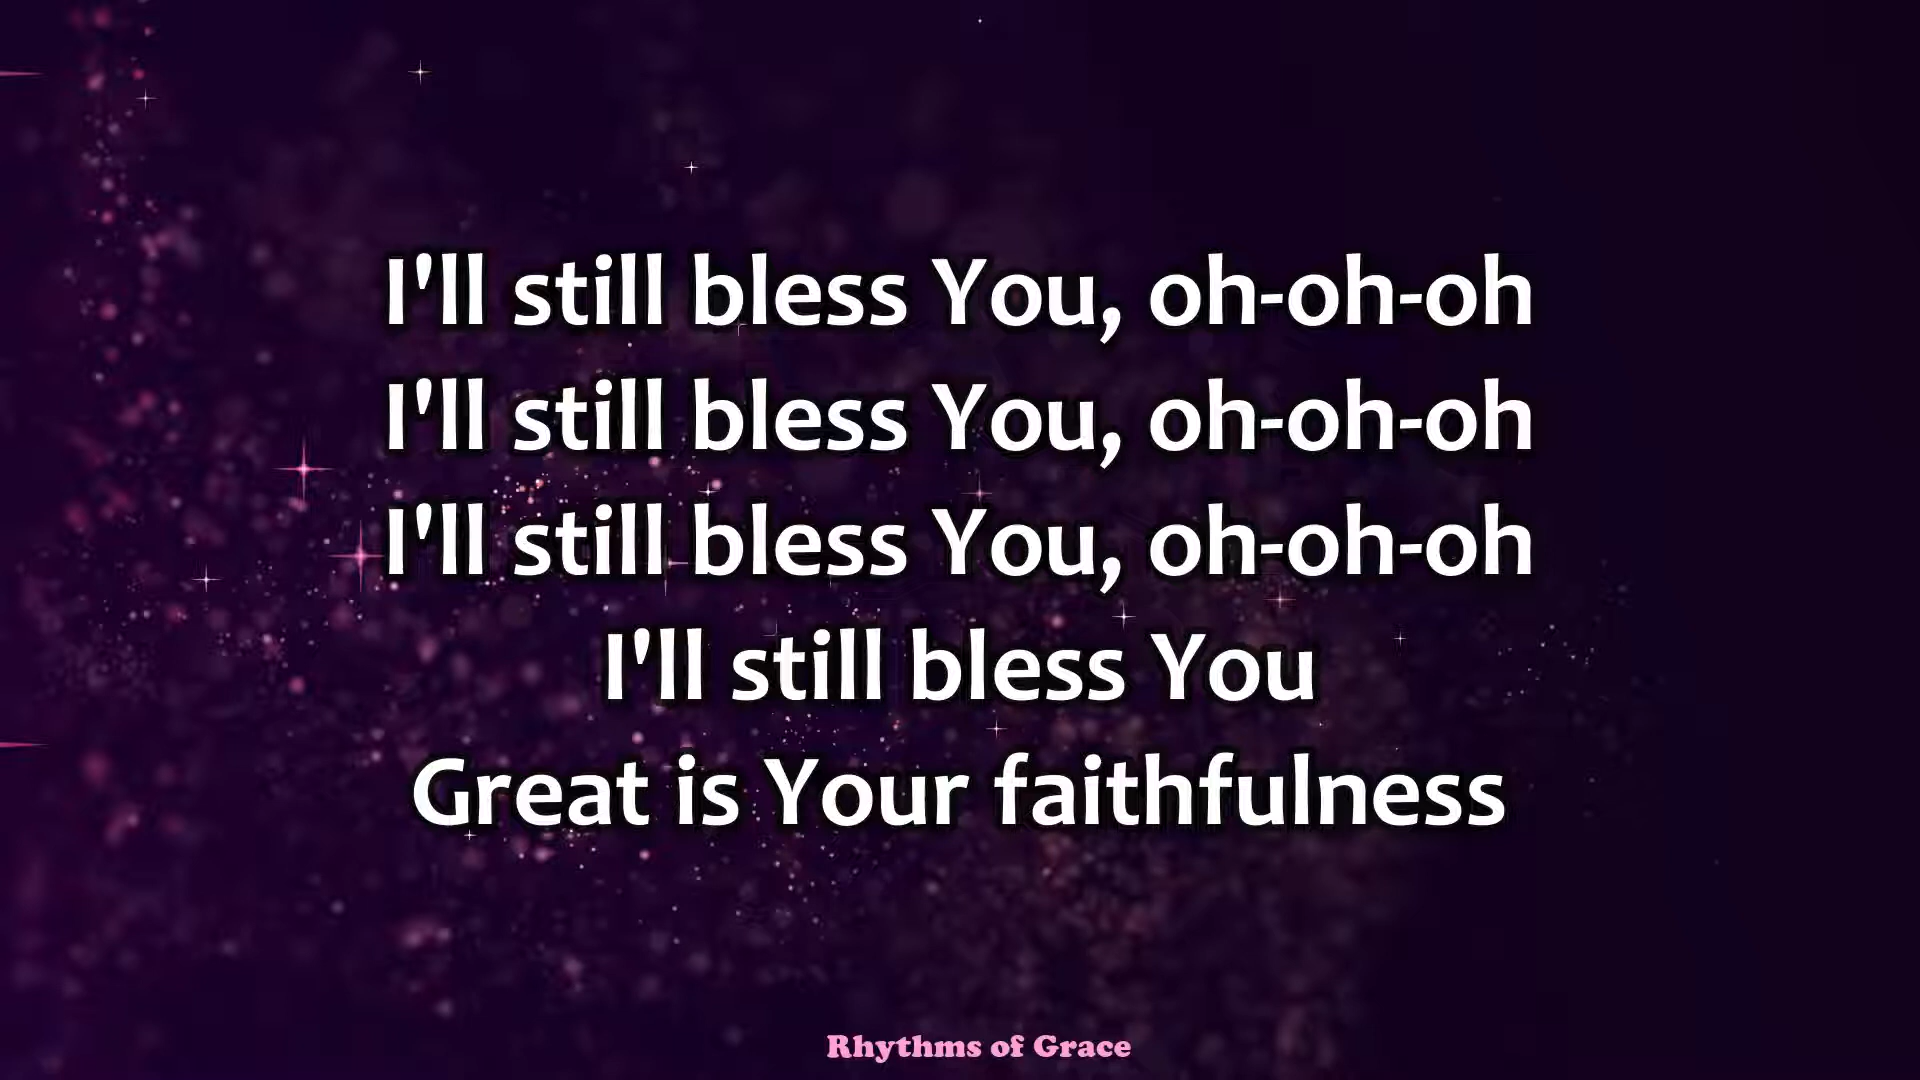 I'll still bless You, oh-oh-oh
I'll still bless You, oh-oh-oh
I'll still bless You, oh-oh-oh
I'll still bless You
Great is Your faithfulness
Rhythms of Grace